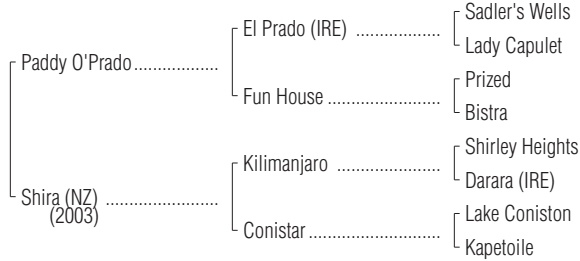 Sadler's Wells
El Prado (IRE) ....................
Lady Capulet
Paddy O'Prado ..................
Prized
Fun House ..........................
Bistra
Shirley Heights
Kilimanjaro ........................
Darara (IRE)
Shira (NZ) ........................
(2003)
Lake Coniston
Conistar ..............................
Kapetoile